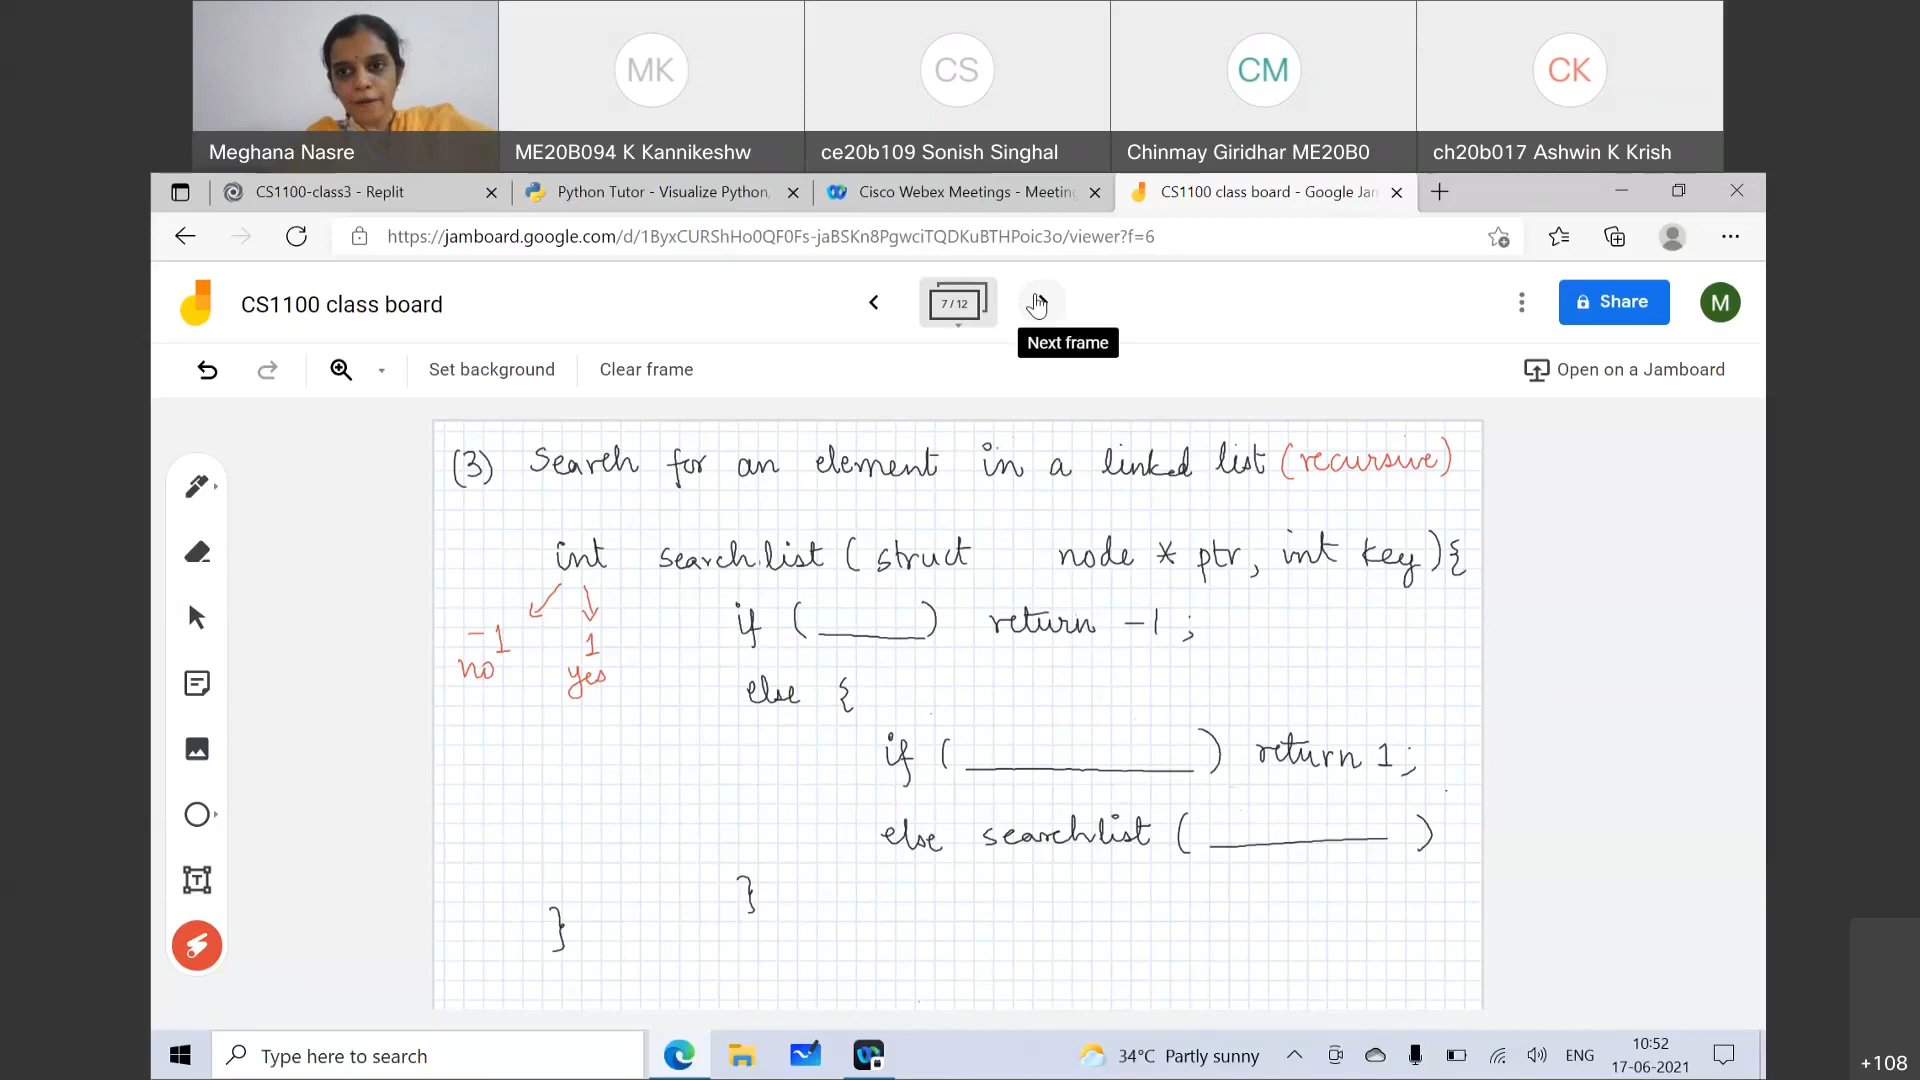 MK
CS
CM
CK
Meghana Nasre
ME20B094 K Kannikeshw
ce20b109 Sonish Singhal
Chinmay Giridhar ME20B0
ch20b017 Ashwin K Krish
CS1100-class3 - Replit
Python Tutor - Visualize Python,
Cisco Webex Meetings - Meeting
CS1100 class board - Google Jan
https://jamboard.google.com/d/1ByxCURShHo0QF0Fs-jaBSKn8PgwciTQDKuBTHPoic3o/viewer?f=6
CS1100 class board
7 / 12
Share
M
Next frame
Set background
Clear frame
Open on a Jamboard
(3) Search for an element in a linked list (recursive)
int searchlist ( struct node * ptr, int key){
-1 1
no yes
if ( ______ ) return -1 ;
else {
if ( ____________ ) return 1;
else searchlist ( __________ )
}
}
Type here to search
34°C Partly sunny
ENG
10:52
17-06-2021
+108